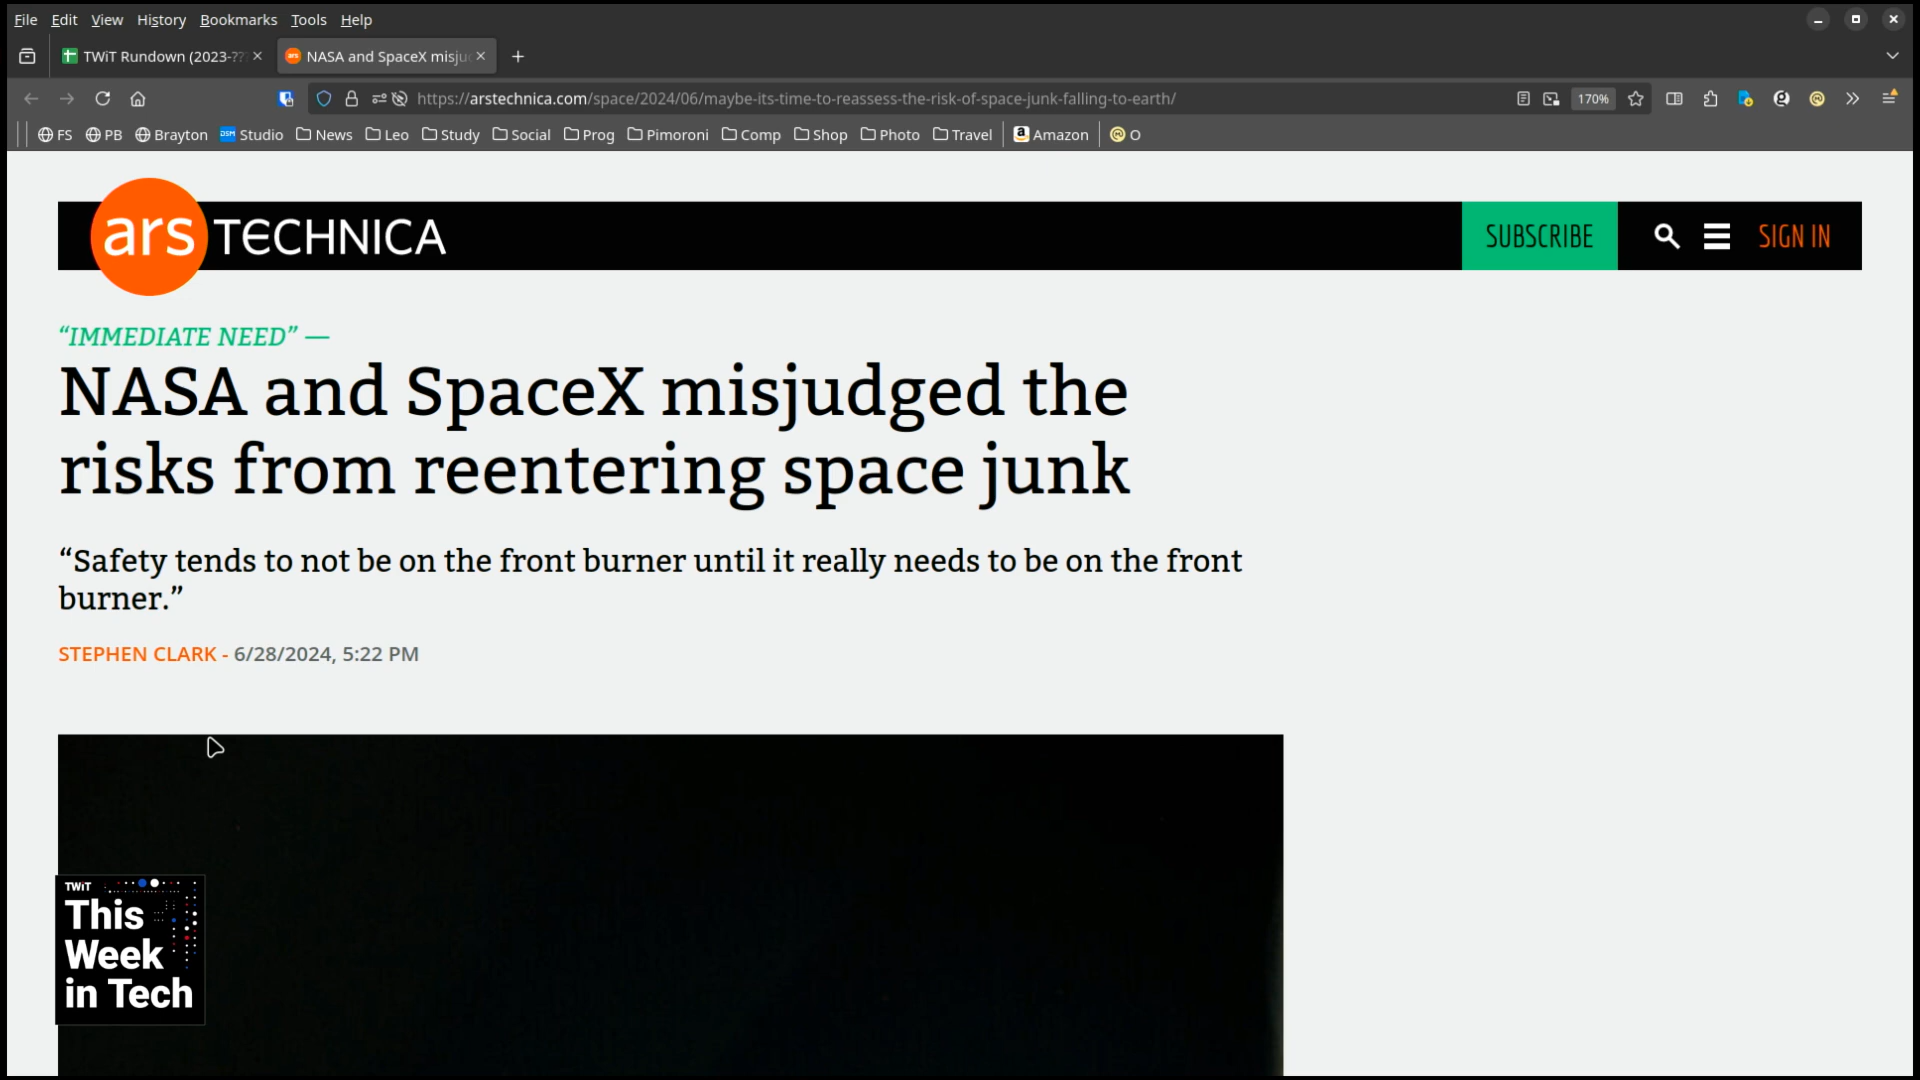 File Edit View History Bookmarks Tools Help
TWiT Rundown (2023-??
NASA and SpaceX misju
https://arstechnica.com/space/2024/06/maybe-its-time-to-reassess-the-risk-of-space-junk-falling-to-earth/
170%
FS PB Brayton DSM Studio News Leo Study Social Prog Pimoroni Comp Shop Photo Travel Amazon O
ars TECHNICA
SUBSCRIBE
SIGN IN
“IMMEDIATE NEED” —
NASA and SpaceX misjudged the
risks from reentering space junk
“Safety tends to not be on the front burner until it really needs to be on the front
burner.”
STEPHEN CLARK - 6/28/2024, 5:22 PM
TWiT
This
Week
in Tech